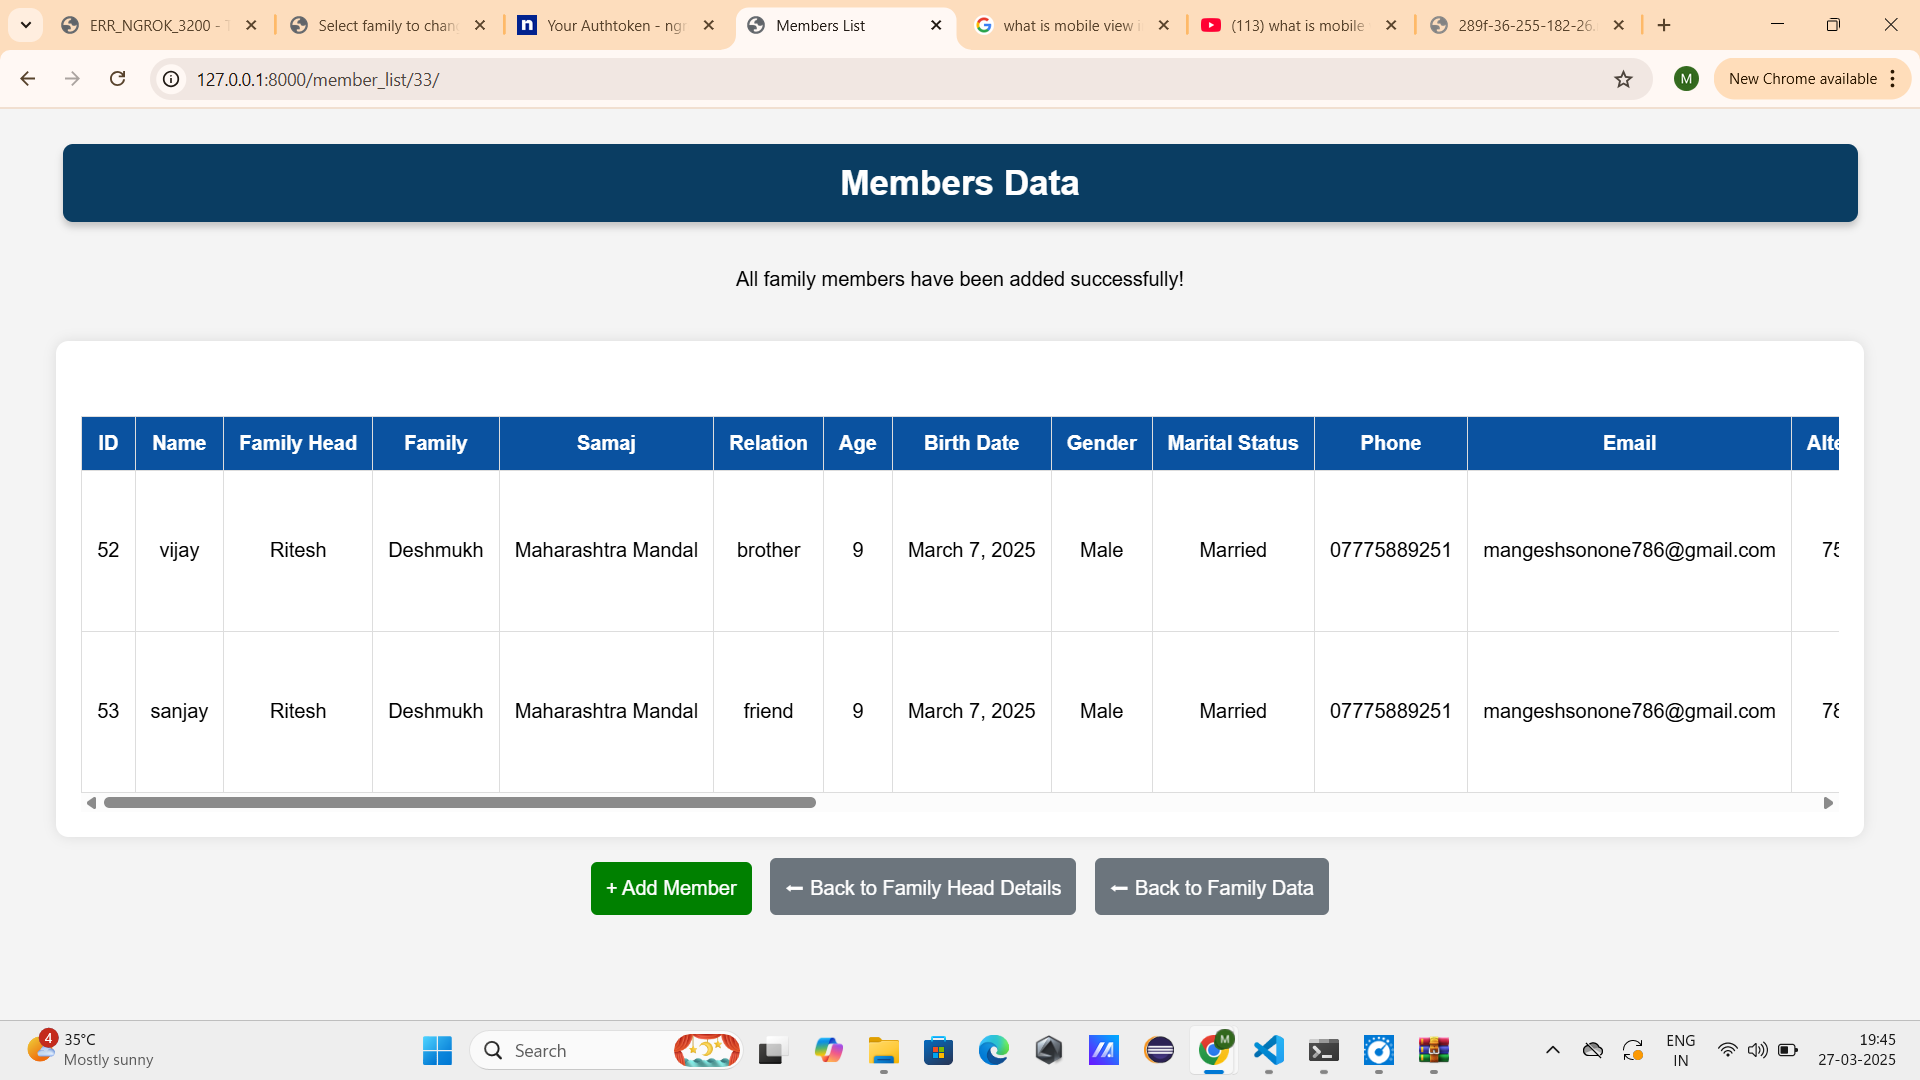 ERR_NGROK_3200 - T
Select family to chan
Your Authtoken - ngr
Members List
what is mobile view i
(113) what is mobile
289f-36-255-182-26.
127.0.0.1:8000/member_list/33/
M
New Chrome available
Members Data
All family members have been added successfully!
ID Name Family Head Family Samaj Relation Age Birth Date Gender Marital Status Phone Email Alte
52 vijay Ritesh Deshmukh Maharashtra Mandal brother 9 March 7, 2025 Male Married 07775889251 mangeshsonone786@gmail.com 75
53 sanjay Ritesh Deshmukh Maharashtra Mandal friend 9 March 7, 2025 Male Married 07775889251 mangeshsonone786@gmail.com 78
+ Add Member
⬅ Back to Family Head Details
⬅ Back to Family Data
4
35°C
Mostly sunny
Search
M
ENG
IN
19:45
27-03-2025